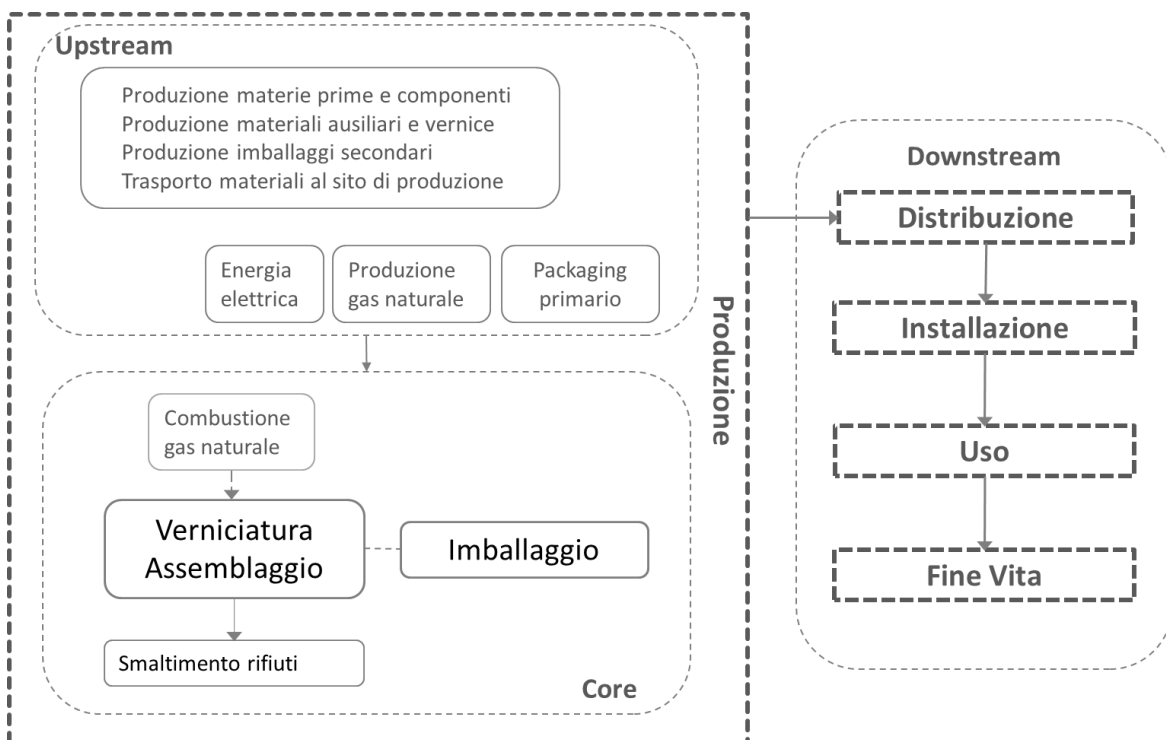 Upstream
Produzione materie prime e componenti
Produzione materiali ausiliari e vernice
Produzione imballaggi secondari
Trasporto materiali al sito di produzione
Energia
elettrica
Produzione
gas naturale
Packaging
primario
Combustione
gas naturale
Verniciatura
Assemblaggio
Imballaggio
Smaltimento rifiuti
Core
Produzione
Downstream
Distribuzione
Installazione
Uso
Fine Vita